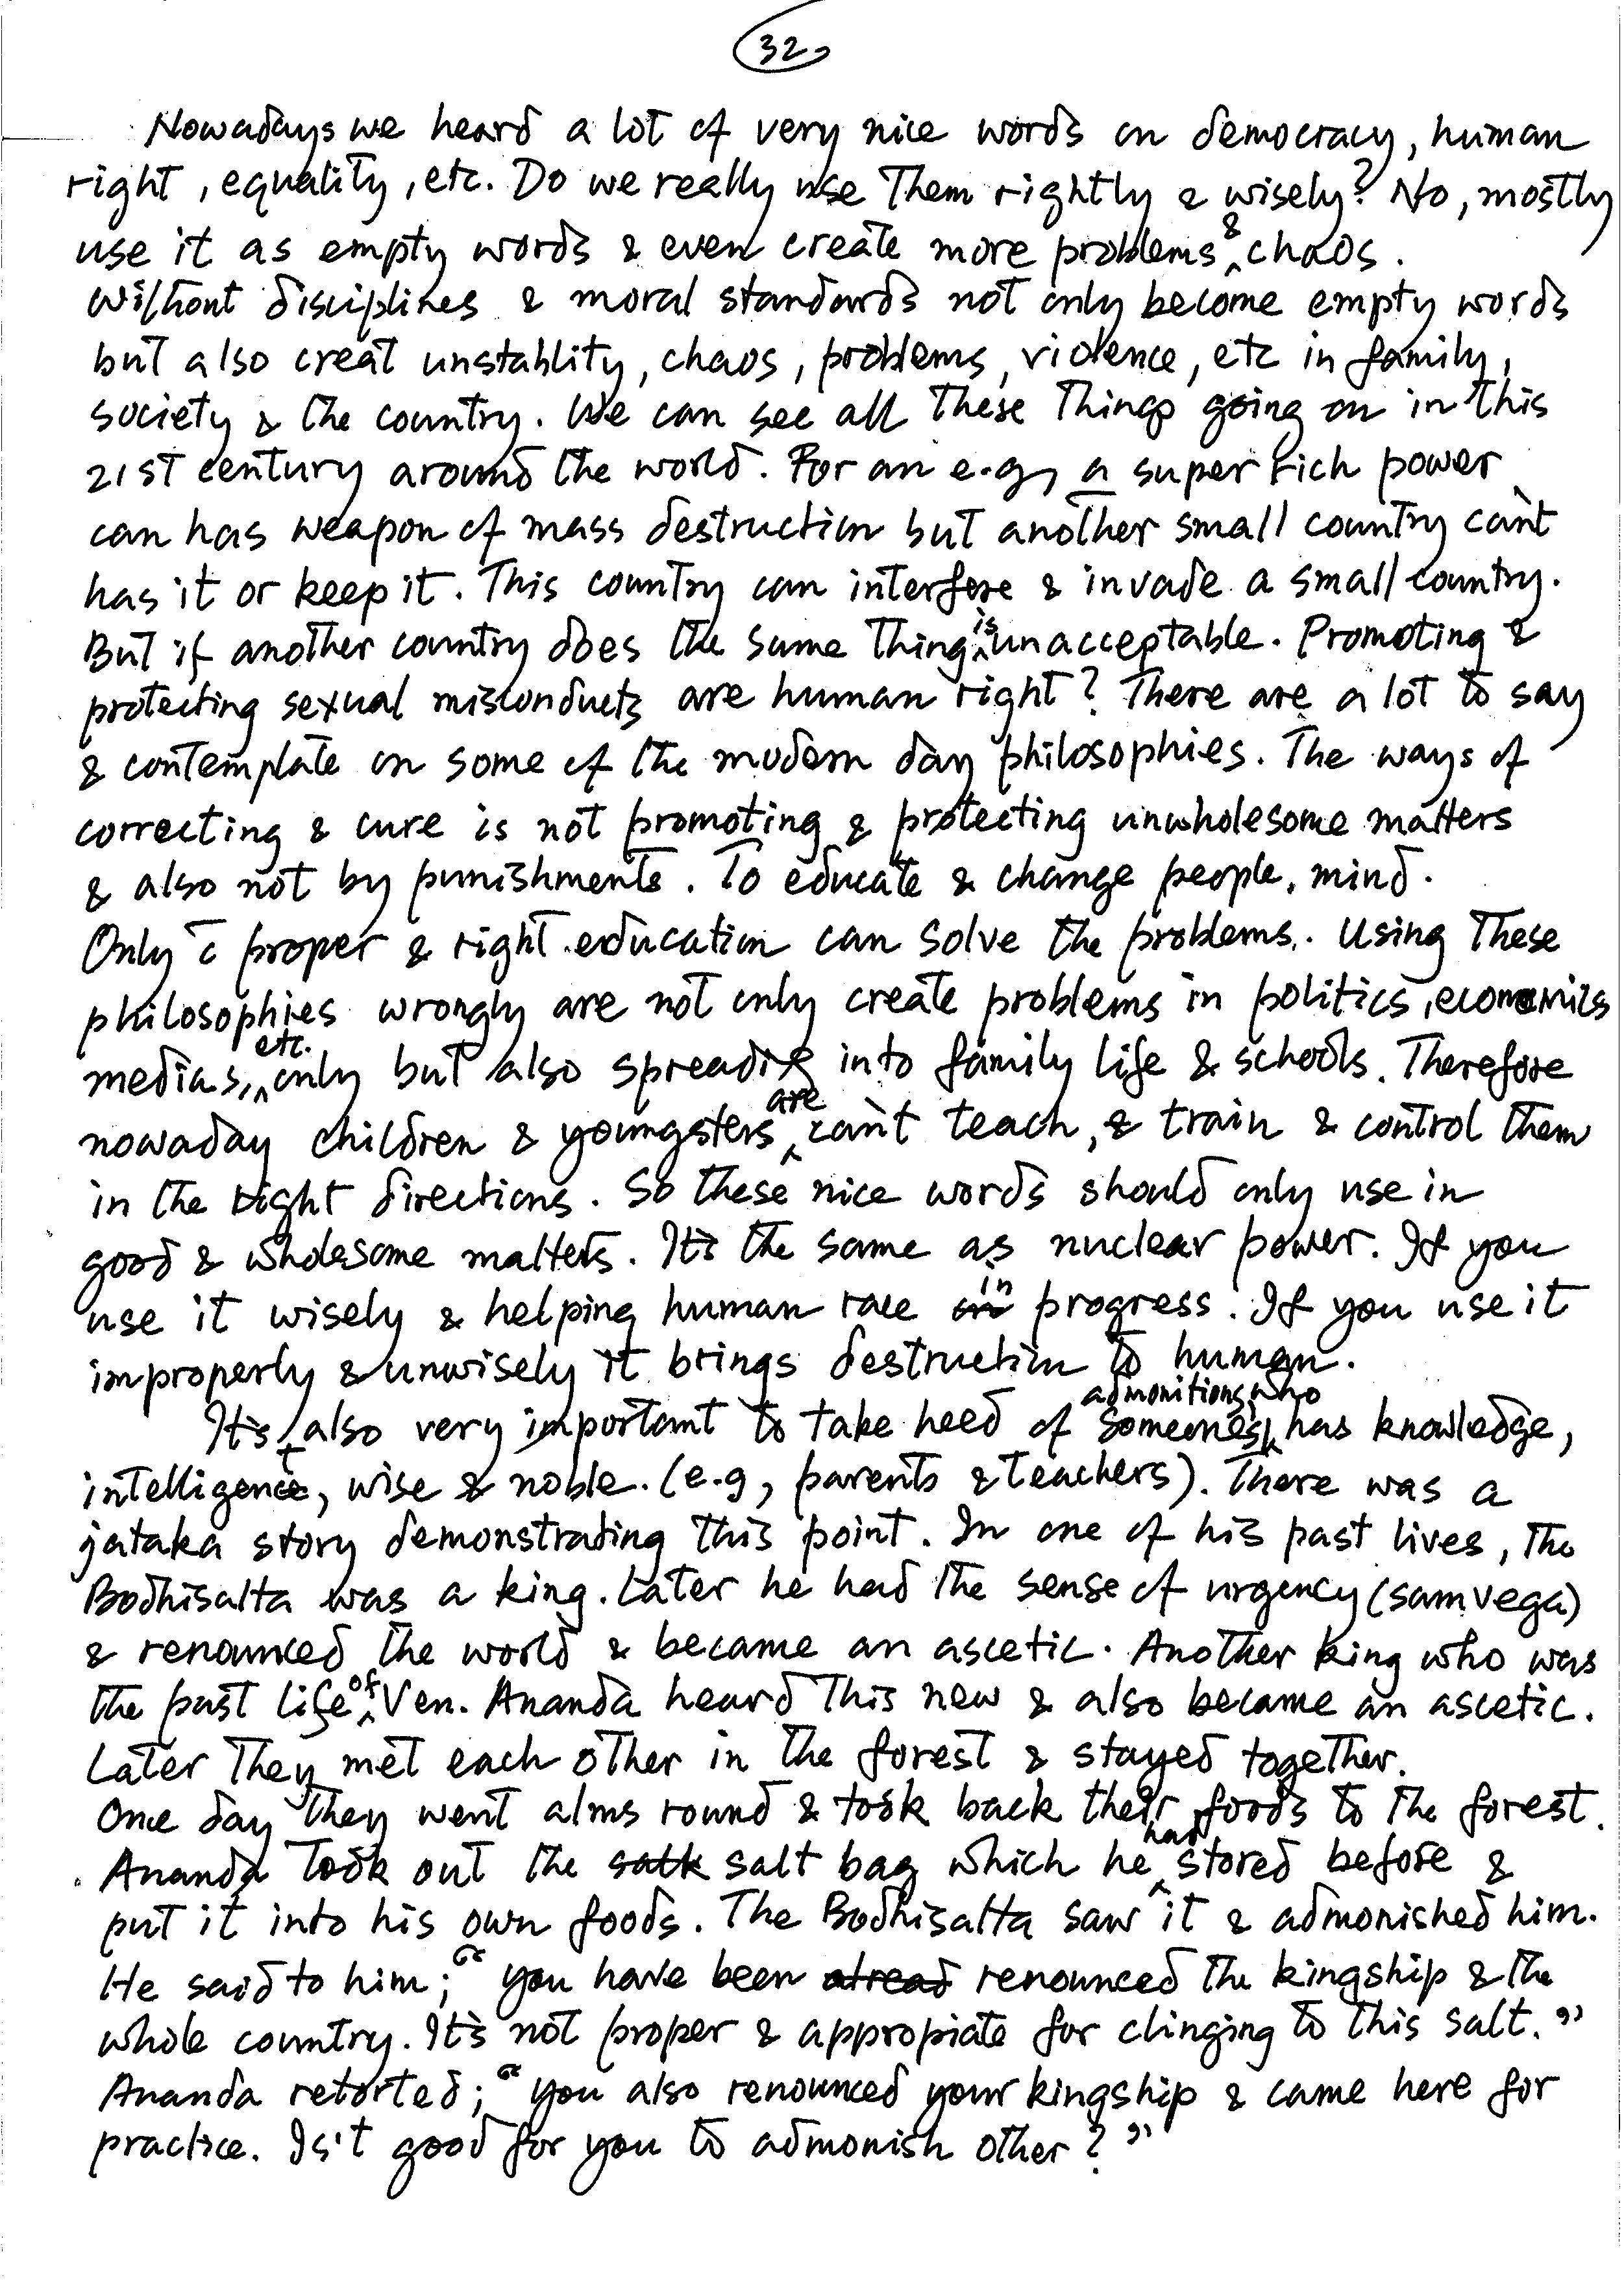 32
Nowadays we heard a lot of very nice words on democracy, human
right, equality, etc. Do we really use them rightly & wisely? No, mostly
use it as empty words & even create more problems & chaos.
Without disciplines & moral standards not only become empty words
but also creat unstablity, chaos, problems, violence, etc in family,
society & the country. We can see all these things going on in this
21st century around the world. For an e.g, a super rich power
can has weapon of mass destruction but another small country can't
has it or keep it. This country can interfere & invade a small country.
But if another country does the same thing is unacceptable. Promoting &
protecting sexual misconducts are human right? There are a lot to say
& contemplate on some of the modern day philosophies. The ways of
correcting & cure is not promoting & protecting unwholesome matters
& also not by punishments. To educate & change people, mind.
Only c̄ proper & right education can solve the problems. Using these
philosophies wrongly are not only create problems in politics, economics
medias, etc. only but also spreading into family life & schools. Therefore
nowaday children & youngsters are can't teach, & train & control them
in the right directions. So these nice words should only use in
good & wholesome matters. It's the same as nuclear power. If you
use it wisely & helping human race in progress. If you use it
improperly & unwisely it brings destruction to human.
It's also very important to take heed of someone's admonitions who has knowledge,
intelligent, wise & noble. (e.g, parents & teachers). There was a
jataka story demonstrating this point. In one of his past lives, the
Bodhisatta was a king. Later he had the sense of urgency (samvega)
& renounced the world & became an ascetic. Another king who was
the past life of Ven. Ananda heard this new & also became an ascetic.
Later they met each other in the forest & stayed together.
One day they went alms round & took back their foods to the forest.
Ananda took out the salt bag which he had stored before &
put it into his own foods. The Bodhisatta saw it & admonished him.
He said to him; "you have been renounced the kingship & the
whole country. It's not proper & appropiate for clinging to this salt."
Ananda retorted; "you also renounced your kingship & came here for
practice. Is't good for you to admonish other?"